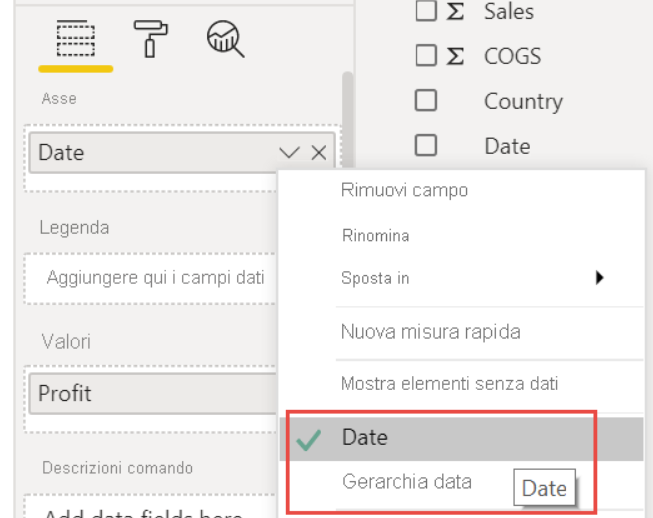 Σ Sales
Σ COGS
Asse
Country
Date
Date
Rimuovi campo
Legenda
Rinomina
Aggiungere qui i campi dati
Sposta in
Valori
Nuova misura rapida
Profit
Mostra elementi senza dati
Date
Descrizioni comando
Gerarchia data
Date
Add data fields here